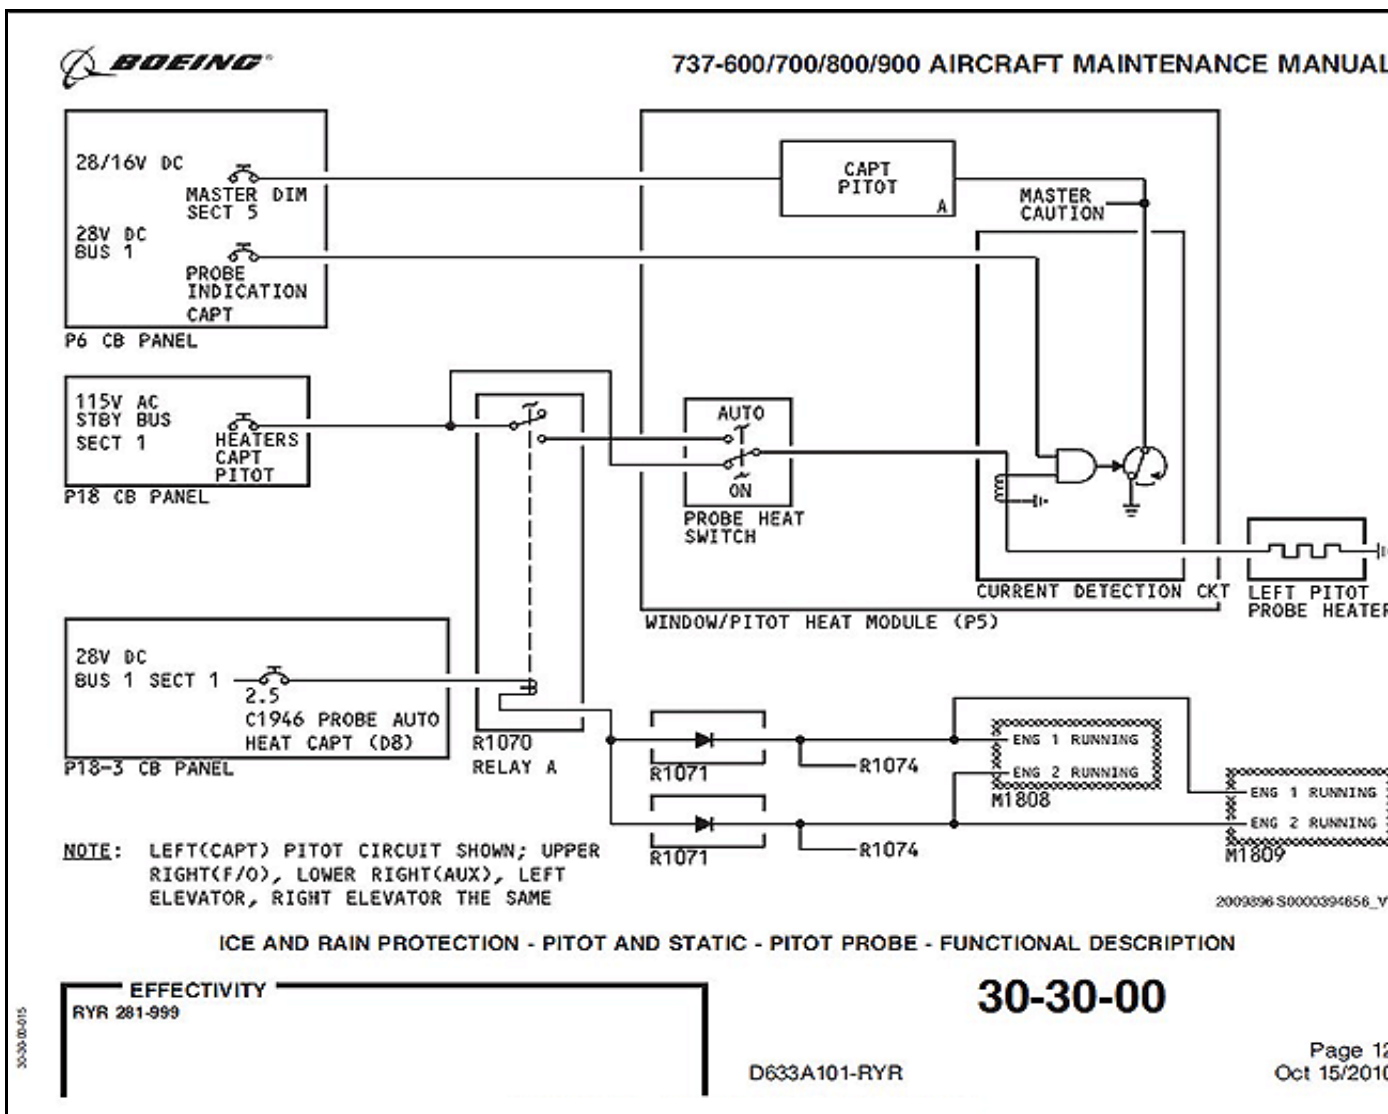 BOEING®
737-600/700/800/900 AIRCRAFT MAINTENANCE MANUAL
28/16V DC
MASTER DIM
SECT 5
28V DC
BUS 1
PROBE
INDICATION
CAPT
P6 CB PANEL
CAPT
PITOT
A
MASTER
CAUTION
115V AC
STBY BUS
SECT 1
HEATERS
CAPT
PITOT
P18 CB PANEL
AUTO
ON
PROBE HEAT
SWITCH
CURRENT DETECTION CKT
LEFT PITOT
PROBE HEATER
WINDOW/PITOT HEAT MODULE (P5)
28V DC
BUS 1 SECT 1
2.5
C1946 PROBE AUTO
HEAT CAPT (D8)
P18-3 CB PANEL
R1070
RELAY A
R1071
R1074
ENG 1 RUNNING
ENG 2 RUNNING
M1808
R1071
R1074
ENG 1 RUNNING
ENG 2 RUNNING
M1809
NOTE: LEFT(CAPT) PITOT CIRCUIT SHOWN; UPPER
RIGHT(F/O), LOWER RIGHT(AUX), LEFT
ELEVATOR, RIGHT ELEVATOR THE SAME
2009896 S0000394656_V
ICE AND RAIN PROTECTION - PITOT AND STATIC - PITOT PROBE - FUNCTIONAL DESCRIPTION
EFFECTIVITY
RYR 281-999
30-30-00
30-30-00-015
D633A101-RYR
Page 12
Oct 15/2010